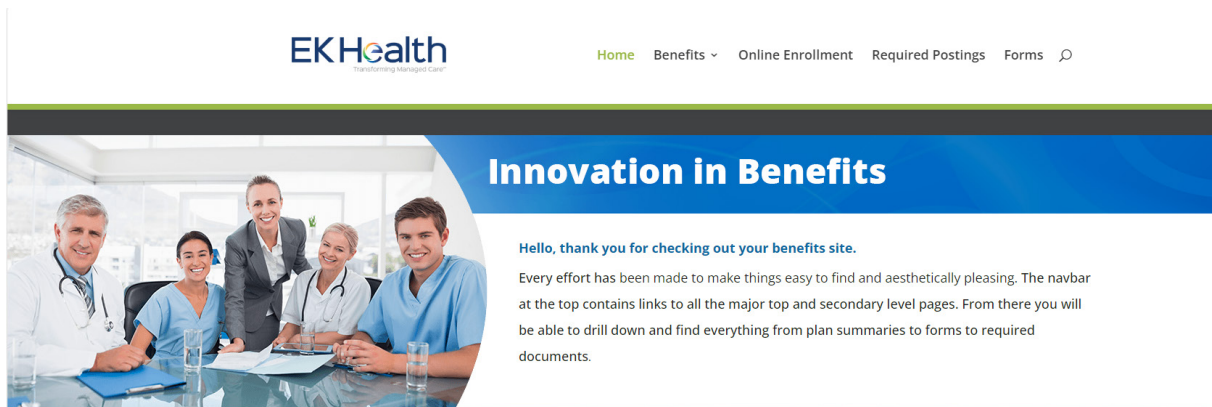 EKHealth
Transforming Managed Care™
Home Benefits Online Enrollment Required Postings Forms
Innovation in Benefits
Hello, thank you for checking out your benefits site.
Every effort has been made to make things easy to find and aesthetically pleasing. The navbar
at the top contains links to all the major top and secondary level pages. From there you will
be able to drill down and find everything from plan summaries to forms to required
documents.